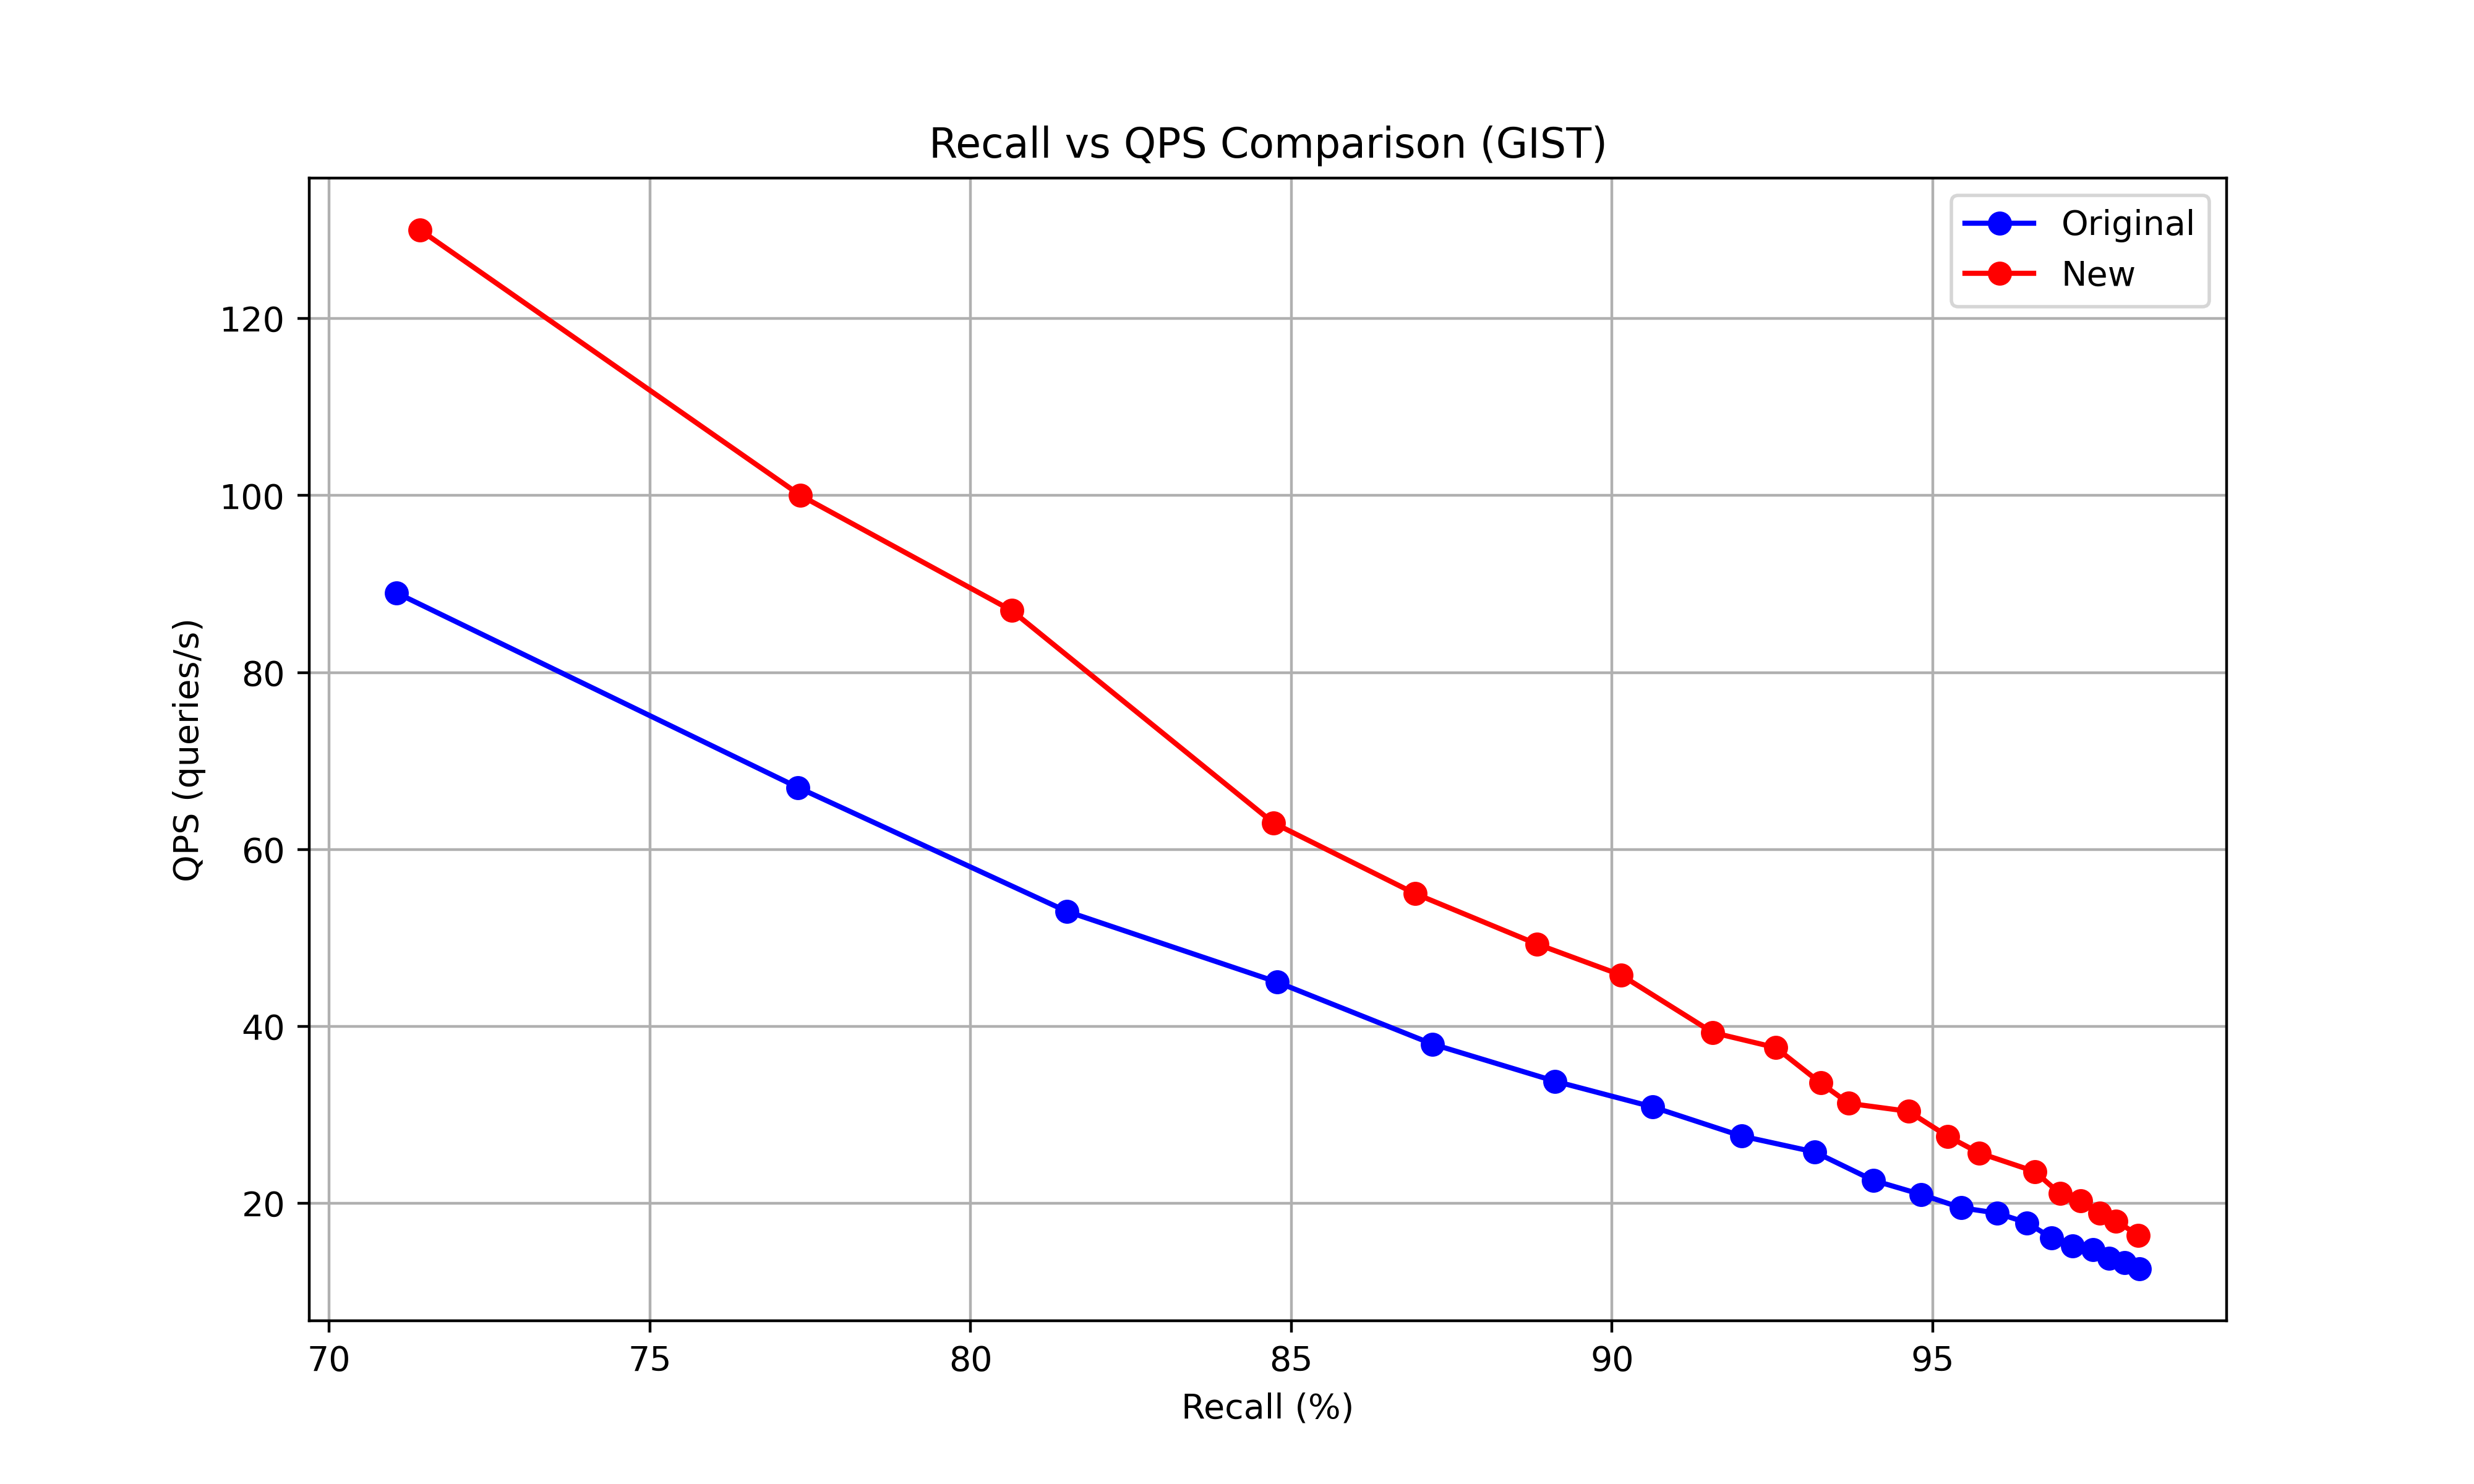 Recall vs QPS Comparison (GIST)
Original
New
120
100
80
60
40
20
QPS (queries/s)
70 75 80 85 90 95
Recall (%)